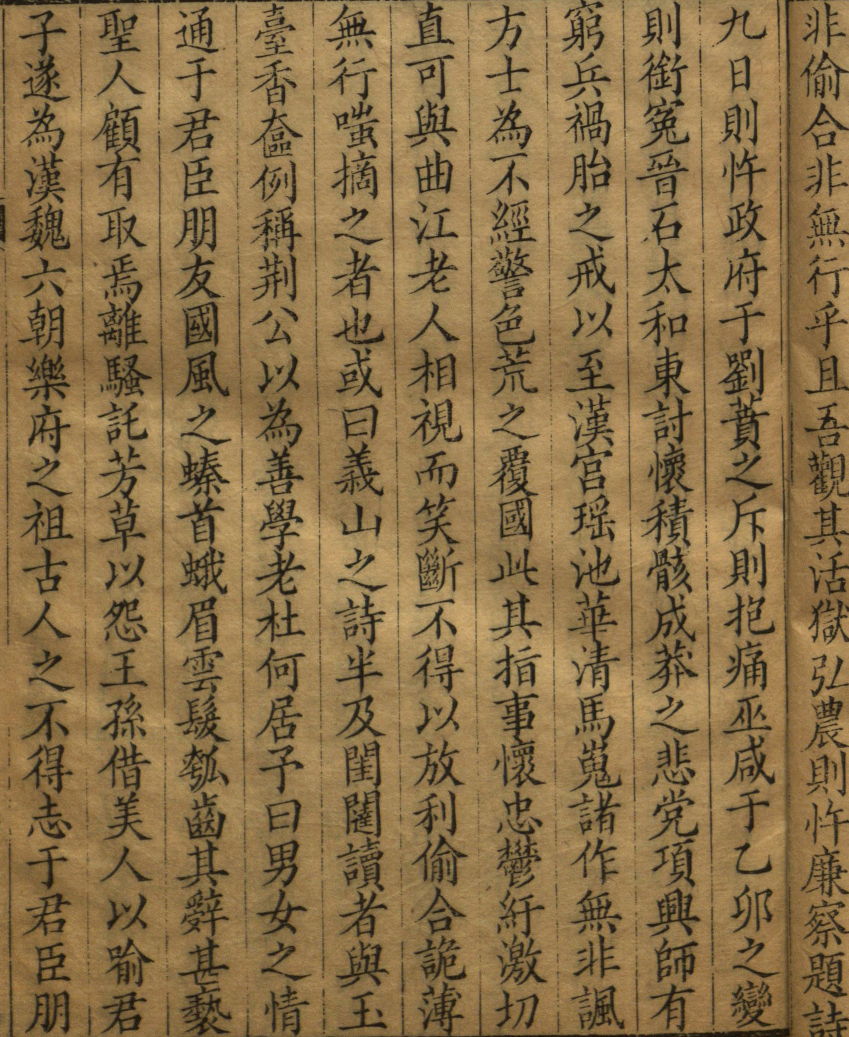 非偷合非無行乎且吾觀其活獄弘農則忤廉察題詩
九日則忤政府于劉蕡之斥則抱痛巫咸于乙卯之變
則銜冤晉石太和東討懷積骸成莽之悲党項興師有
窮兵禍胎之戒以至漢宮瑶池華清馬嵬諸作無非諷
方士為不經警色荒之覆國此其指事懷忠鬱紆激切
直可與曲江老人相視而笑斷不得以放利偷合詭薄
無行嗤摘之者也或曰義山之詩半及閨闥讀者與玉
臺香奩例稱荆公以為善學老杜何居予曰男女之情
通于君臣朋友國風之螓首蛾眉雲髮瓠齒其辭甚褻
聖人顧有取焉離騷託芳草以怨王孫借美人以喻君
子遂為漢魏六朝樂府之祖古人之不得志于君臣朋